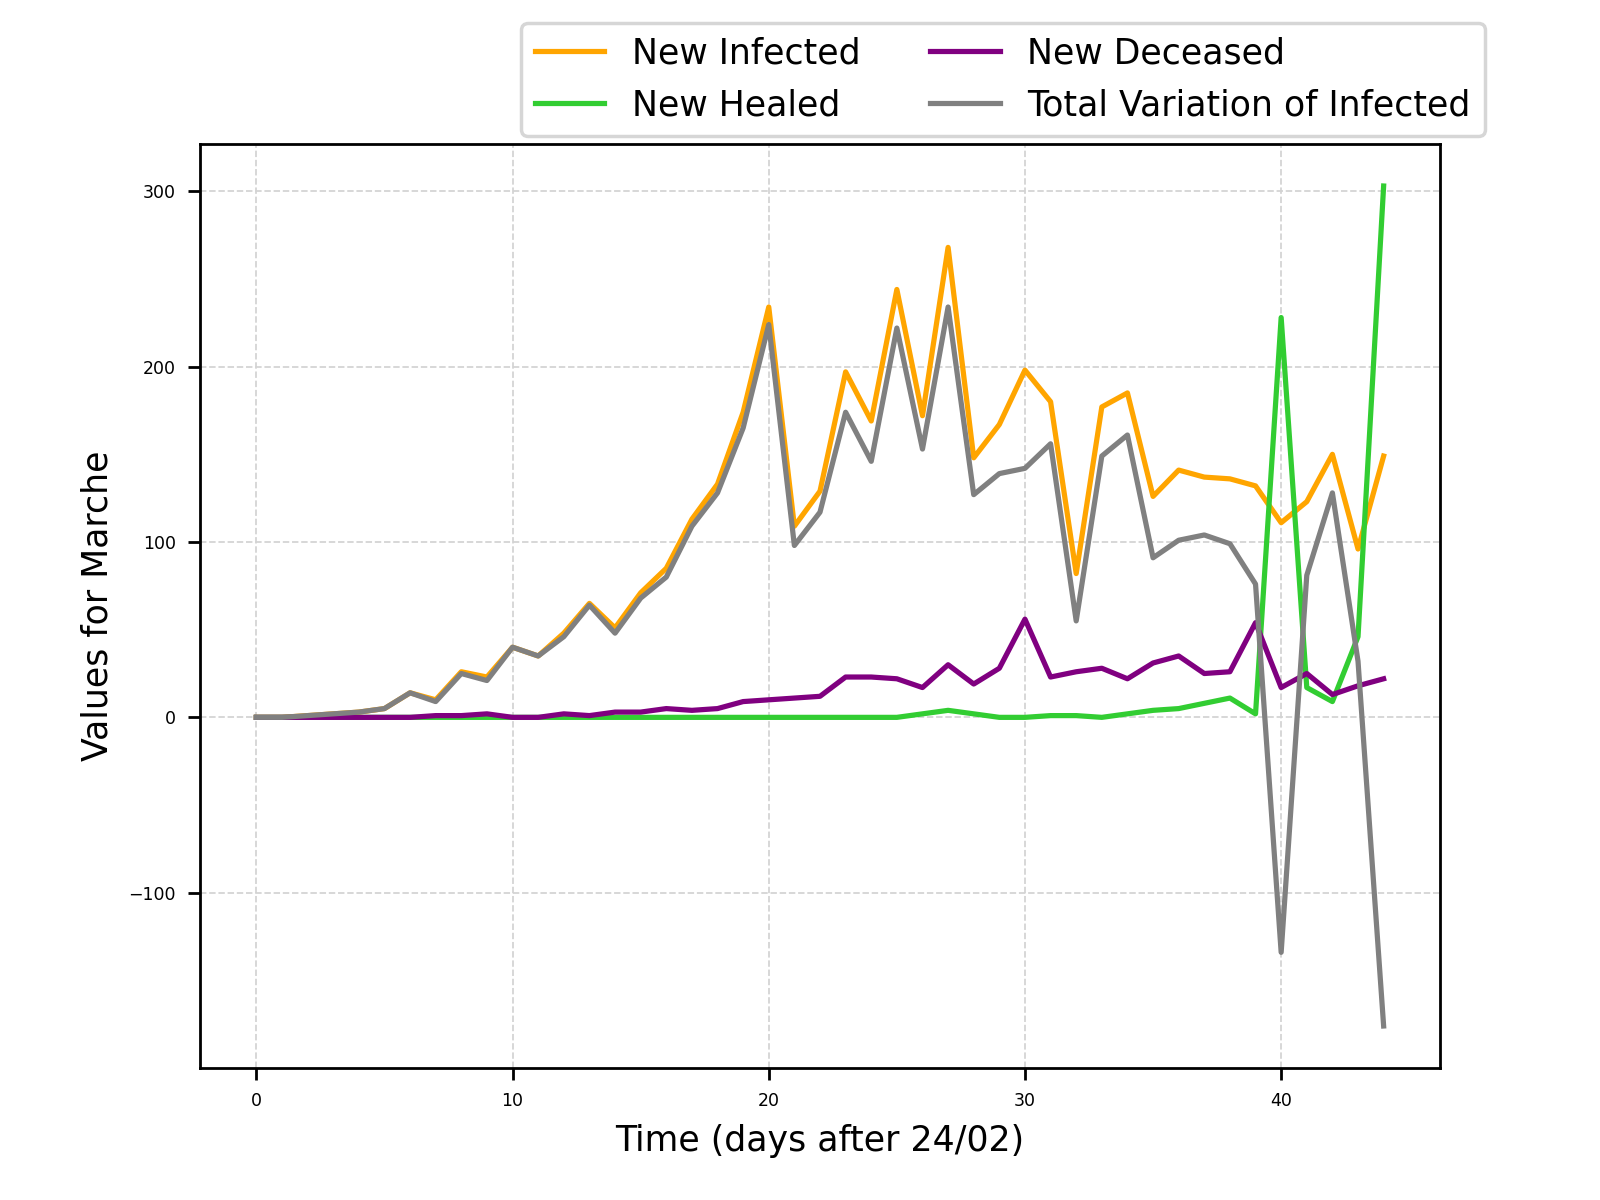 New Infected
New Healed
New Deceased
Total Variation of Infected
300
200
100
0
−100
Values for Marche
0 10 20 30 40
Time (days after 24/02)